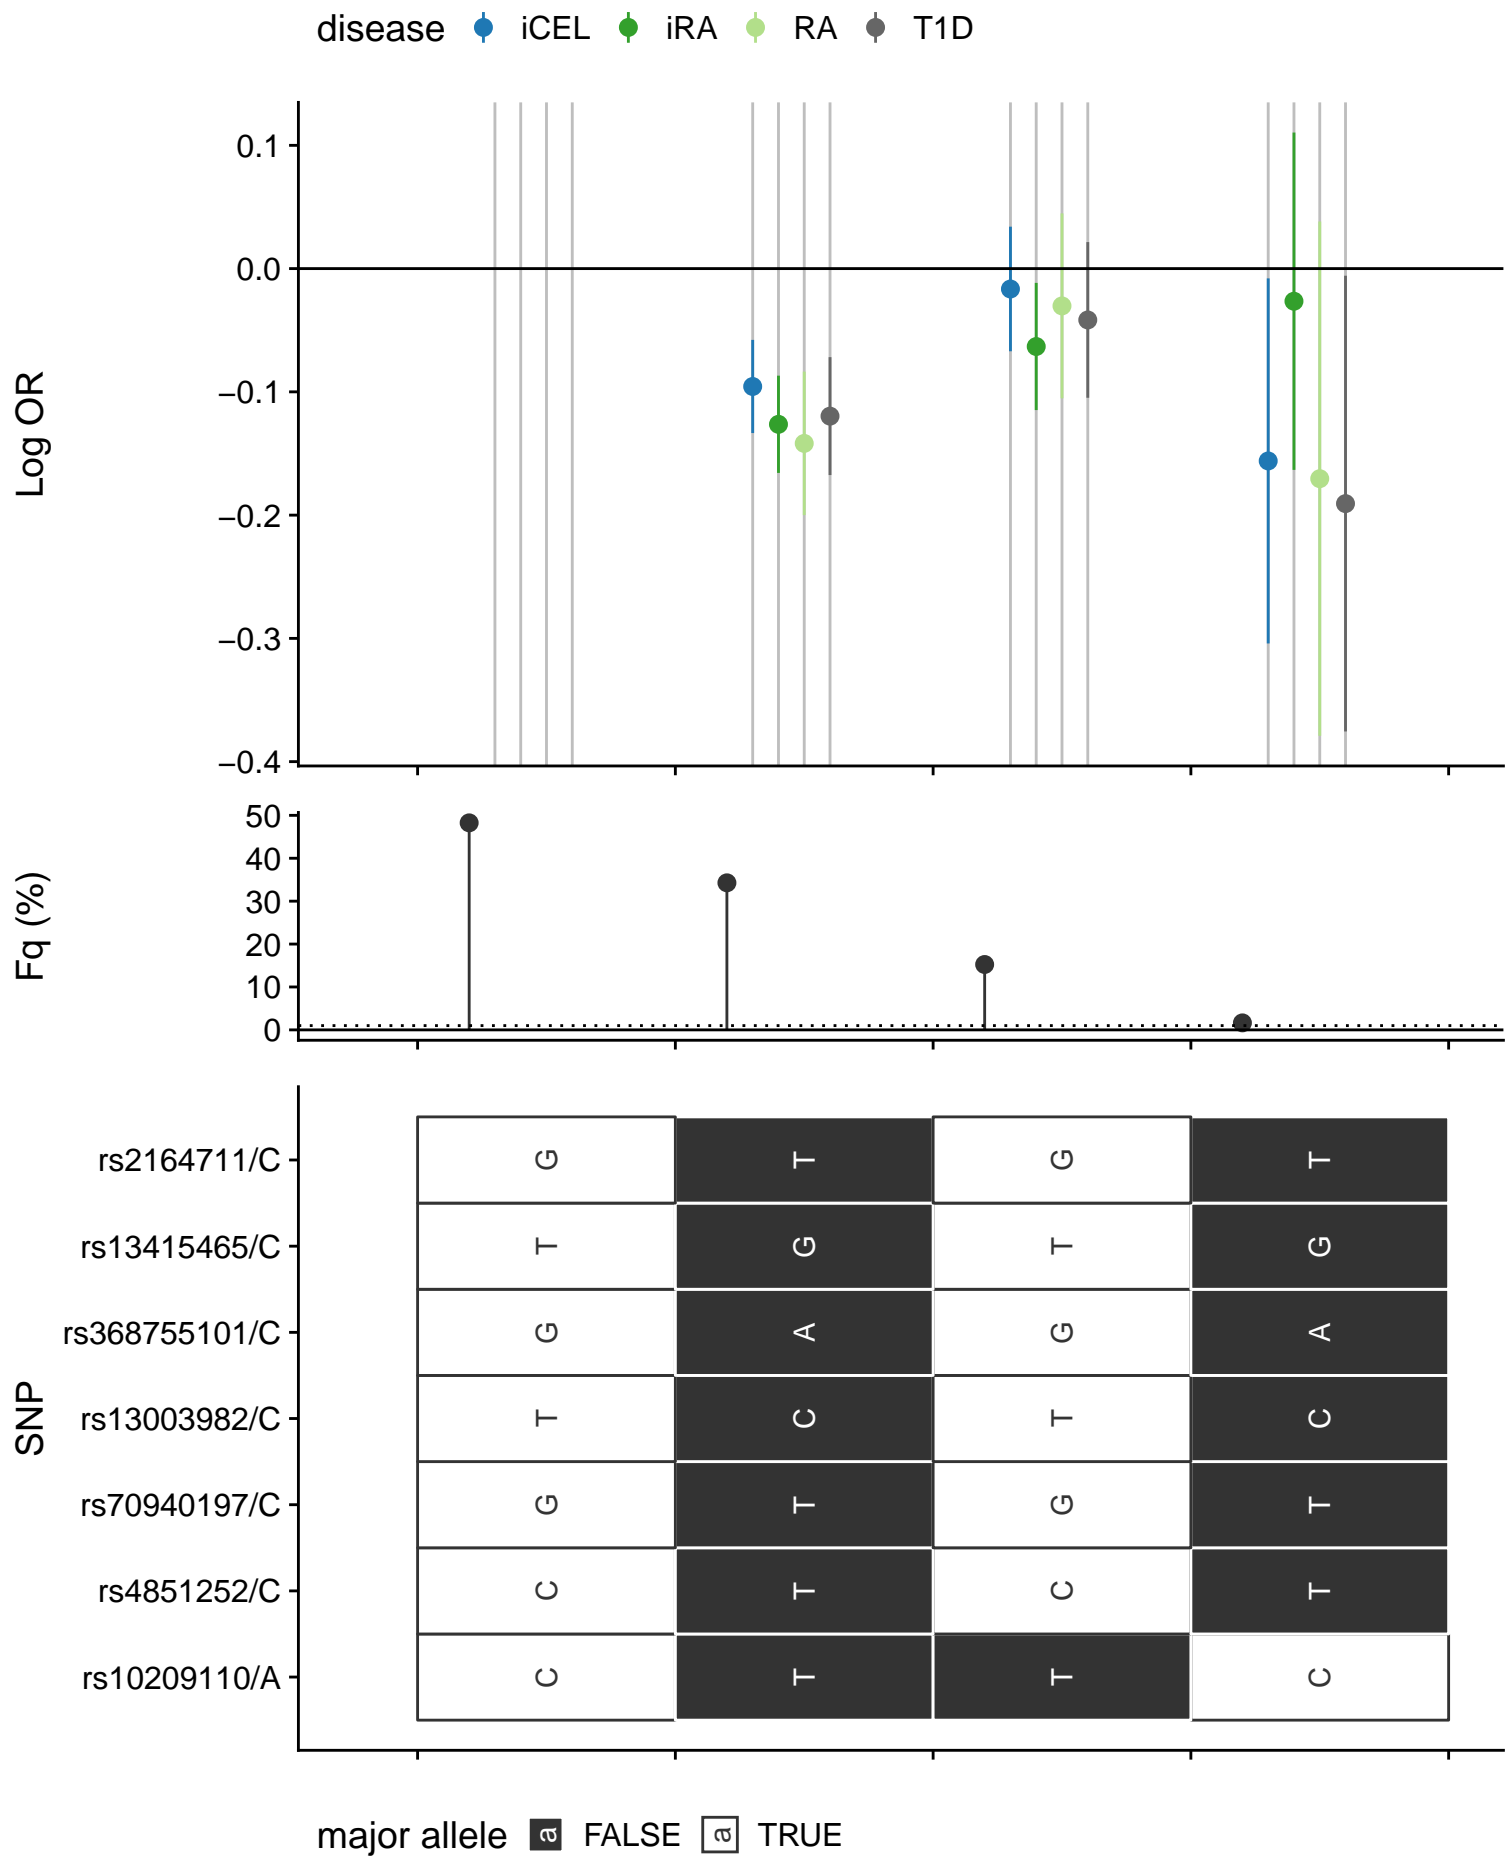 disease iCEL iRA RA T1D
Log OR
0.1
0.0
−0.1
−0.2
−0.3
−0.4
Fq (%)
50
40
30
20
10
0
SNP
rs2164711/C G T G T
rs13415465/C T G T G
rs368755101/C G A G A
rs13003982/C T C T C
rs70940197/C G T G T
rs4851252/C C T C T
rs10209110/A C T T C
major allele a FALSE a TRUE